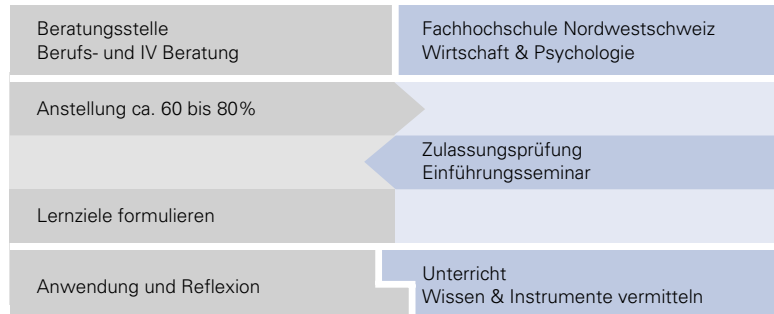 Beratungsstelle
Berufs- und IV Beratung
Fachhochschule Nordwestschweiz
Wirtschaft & Psychologie
Anstellung ca. 60 bis 80%
Zulassungsprüfung
Einführungsseminar
Lernziele formulieren
Anwendung und Reflexion
Unterricht
Wissen & Instrumente vermitteln